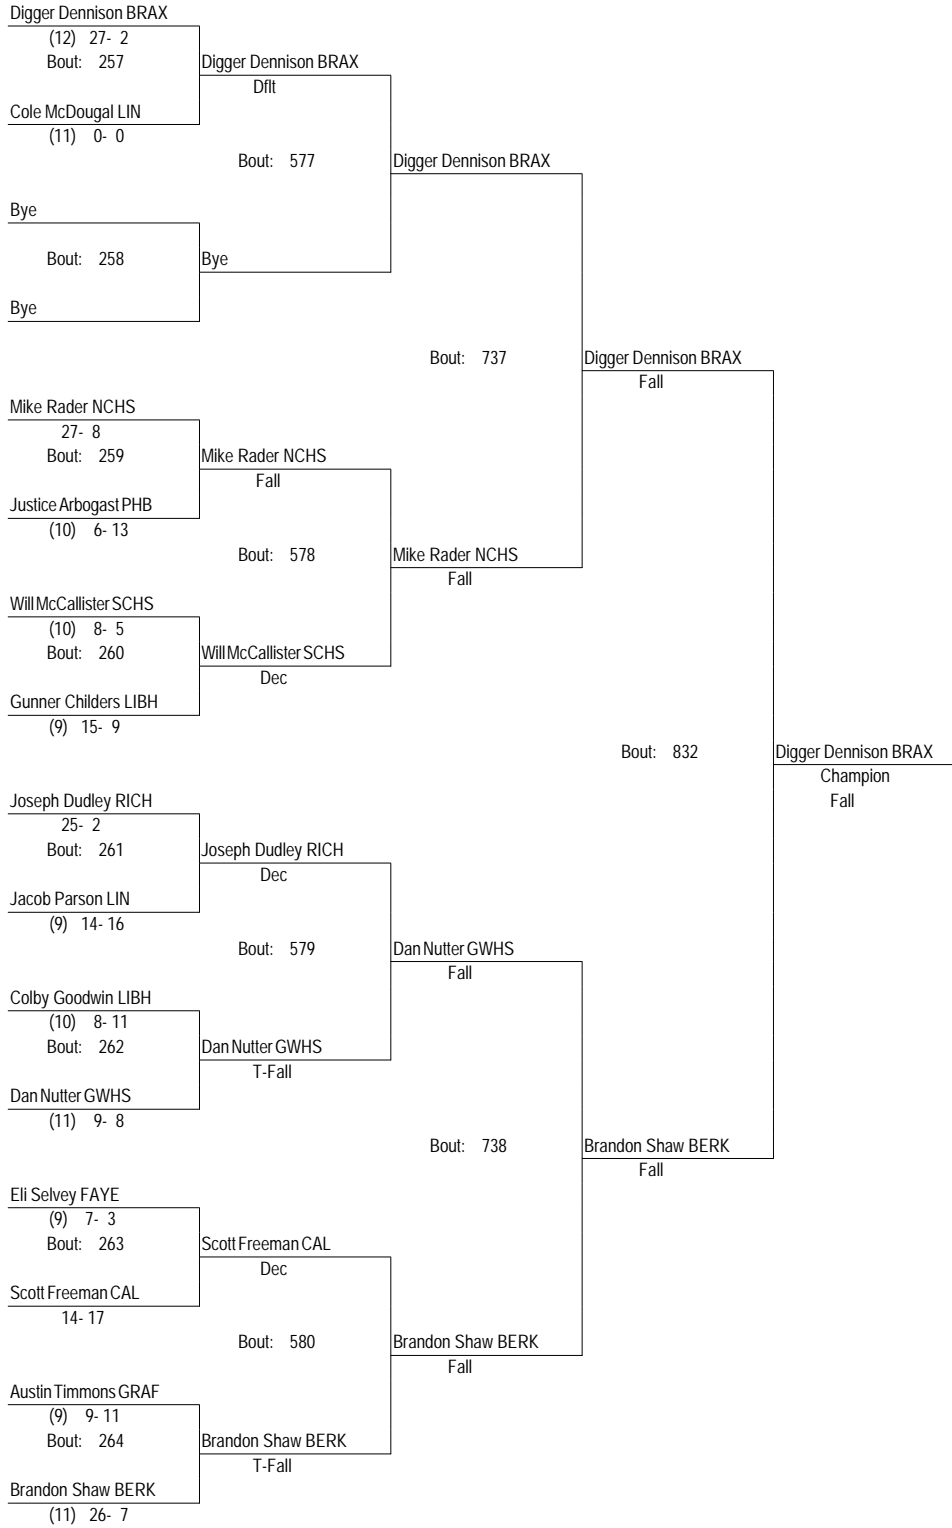 Digger Dennison BRAX
(12) 27- 2
Bout: 257
Digger Dennison BRAX
Dflt
Cole McDougal LIN
(11) 0- 0
Bout: 577
Digger Dennison BRAX
Bye
Bout: 258
Bye
Bye
Bout: 737
Digger Dennison BRAX
Fall
Mike Rader NCHS
27- 8
Bout: 259
Mike Rader NCHS
Fall
Justice Arbogast PHB
(10) 6- 13
Bout: 578
Mike Rader NCHS
Fall
Will McCallister SCHS
(10) 8- 5
Bout: 260
Will McCallister SCHS
Dec
Gunner Childers LIBH
(9) 15- 9
Bout: 832
Digger Dennison BRAX
Champion
Fall
Joseph Dudley RICH
25- 2
Bout: 261
Joseph Dudley RICH
Dec
Jacob Parson LIN
(9) 14- 16
Bout: 579
Dan Nutter GWHS
Fall
Colby Goodwin LIBH
(10) 8- 11
Bout: 262
Dan Nutter GWHS
T-Fall
Dan Nutter GWHS
(11) 9- 8
Bout: 738
Brandon Shaw BERK
Fall
Eli Selvey FAYE
(9) 7- 3
Bout: 263
Scott Freeman CAL
Dec
Scott Freeman CAL
14- 17
Bout: 580
Brandon Shaw BERK
Fall
Austin Timmons GRAF
(9) 9- 11
Bout: 264
Brandon Shaw BERK
T-Fall
Brandon Shaw BERK
(11) 26- 7